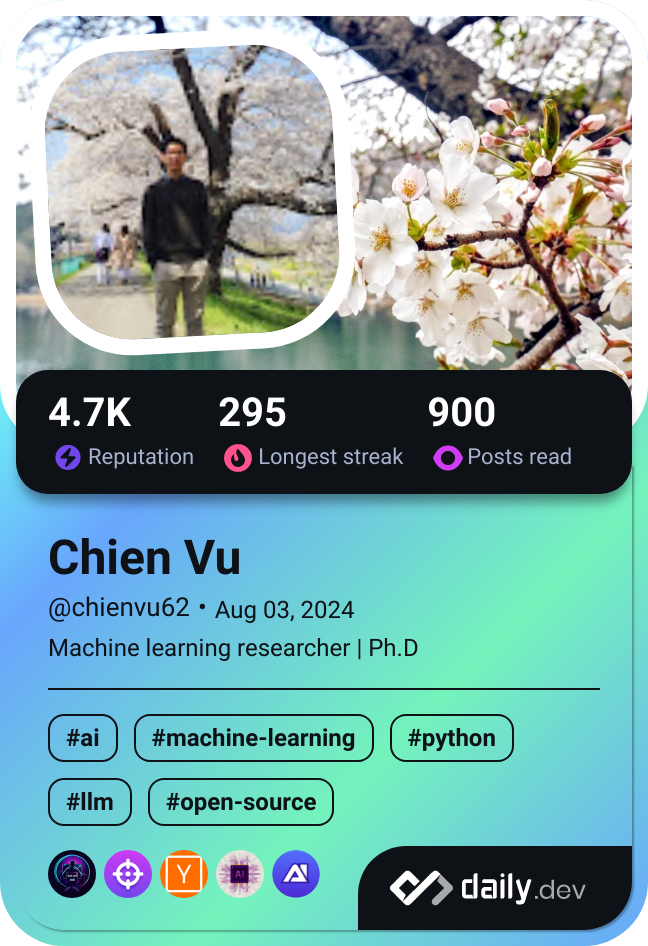 4.7K 295 900
Reputation Longest streak Posts read
Chien Vu
@chienvu62 • Aug 03, 2024
Machine learning researcher | Ph.D
#ai #machine-learning #python
#llm #open-source
Y AI
daily.dev